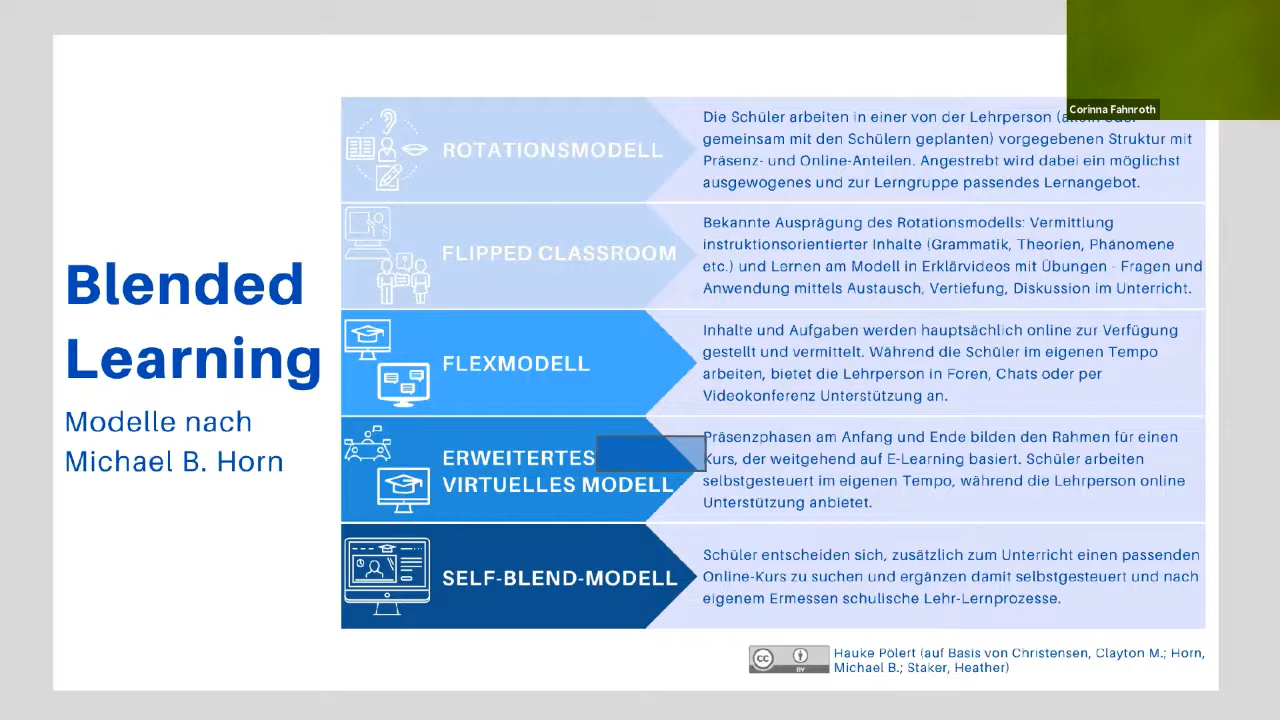 Corinna Fahnroth
Blended
Learning
Modelle nach
Michael B. Horn
ROTATIONSMODELL
Die Schüler arbeiten in einer von der Lehrperson
gemeinsam mit den Schülern geplanten) vorgegebenen Struktur mit
Präsenz- und Online-Anteilen. Angestrebt wird dabei ein möglichst
ausgewogenes und zur Lerngruppe passendes Lernangebot.
FLIPPED CLASSROOM
Bekannte Ausprägung des Rotationsmodells: Vermittlung
instruktionsorientierter Inhalte (Grammatik, Theorien, Phänomene
etc.) und Lernen am Modell in Erklärvideos mit Übungen - Fragen und
Anwendung mittels Austausch, Vertiefung, Diskussion im Unterricht.
FLEXMODELL
Inhalte und Aufgaben werden hauptsächlich online zur Verfügung
gestellt und vermittelt. Während die Schüler im eigenen Tempo
arbeiten, bietet die Lehrperson in Foren, Chats oder per
Videokonferenz Unterstützung an.
ERWEITERTES
VIRTUELLES MODELL
Präsenzphasen am Anfang und Ende bilden den Rahmen für einen
Kurs, der weitgehend auf E-Learning basiert. Schüler arbeiten
selbstgesteuert im eigenen Tempo, während die Lehrperson online
Unterstützung anbietet.
SELF-BLEND-MODELL
Schüler entscheiden sich, zusätzlich zum Unterricht einen passenden
Online-Kurs zu suchen und ergänzen damit selbstgesteuert und nach
eigenem Ermessen schulische Lehr-Lernprozesse.
cc
BY
Hauke Pölert (auf Basis von Christensen, Clayton M.; Horn,
Michael B.; Staker, Heather)